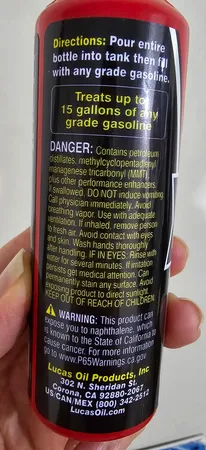 Directions: Pour entire
bottle into tank then fill
with any grade gasoline.
Treats up to
15 gallons of any
grade gasoline
DANGER: Contains petroleum
distillates, methylcyclopentadienyl
managenese tricarbonyl (MMT),
plus other performance enhancers.
If swallowed, DO NOT induce vomiting.
Call physician immediately. Avoid
breathing vapor. Use with adequate
ventilation. If inhaled, remove person
to fresh air. Avoid contact with eyes
and skin. Wash hands thoroughly
after handling. IF IN EYES: Rinse with
water for several minutes. If irritation
persists get medical attention. Can
permanently stain any surface. Avoid
exposing product to direct sunlight.
KEEP OUT OF REACH OF CHILDREN.
WARNING: This product can
expose you to naphthalene, which
is known to the State of California to
cause cancer. For more information
go to www.P65Warnings.ca.gov
Lucas Oil Products, Inc
302 N. Sheridan St.
Corona, CA 92880-2067
US/CAN/MEX (800) 342-2512
LucasOil.com